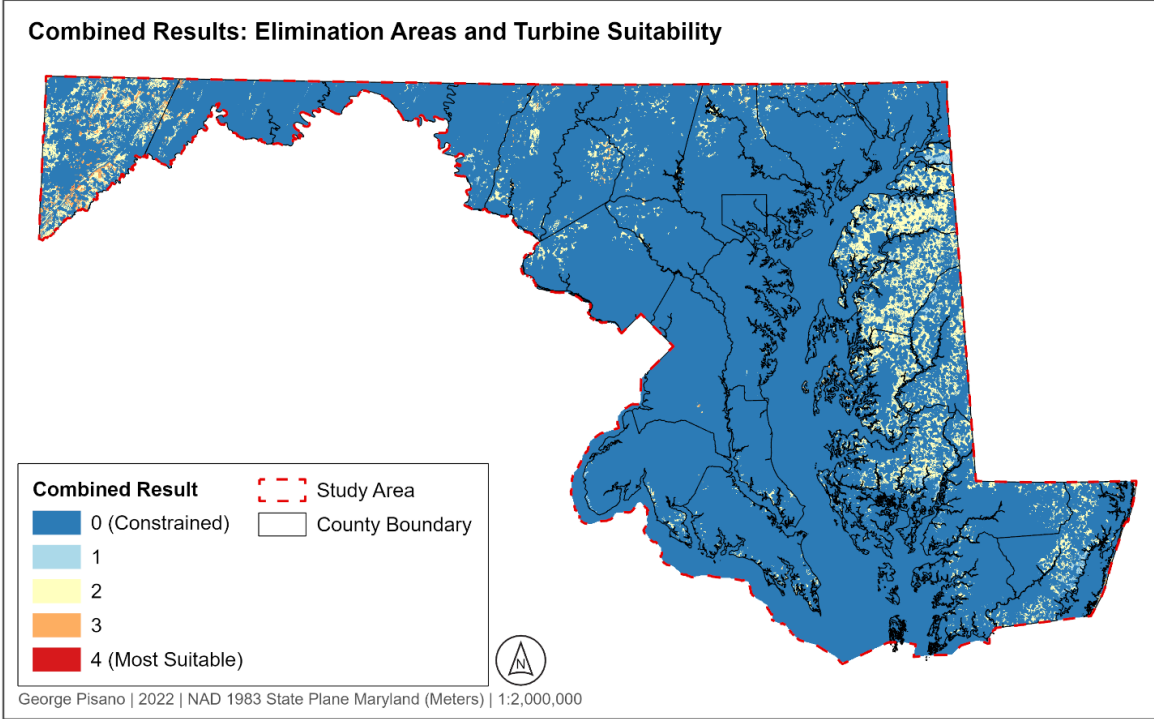 Combined Results: Elimination Areas and Turbine Suitability
Combined Result
0 (Constrained)
1
2
3
4 (Most Suitable)
Study Area
County Boundary
N
George Pisano | 2022 | NAD 1983 State Plane Maryland (Meters) | 1:2,000,000